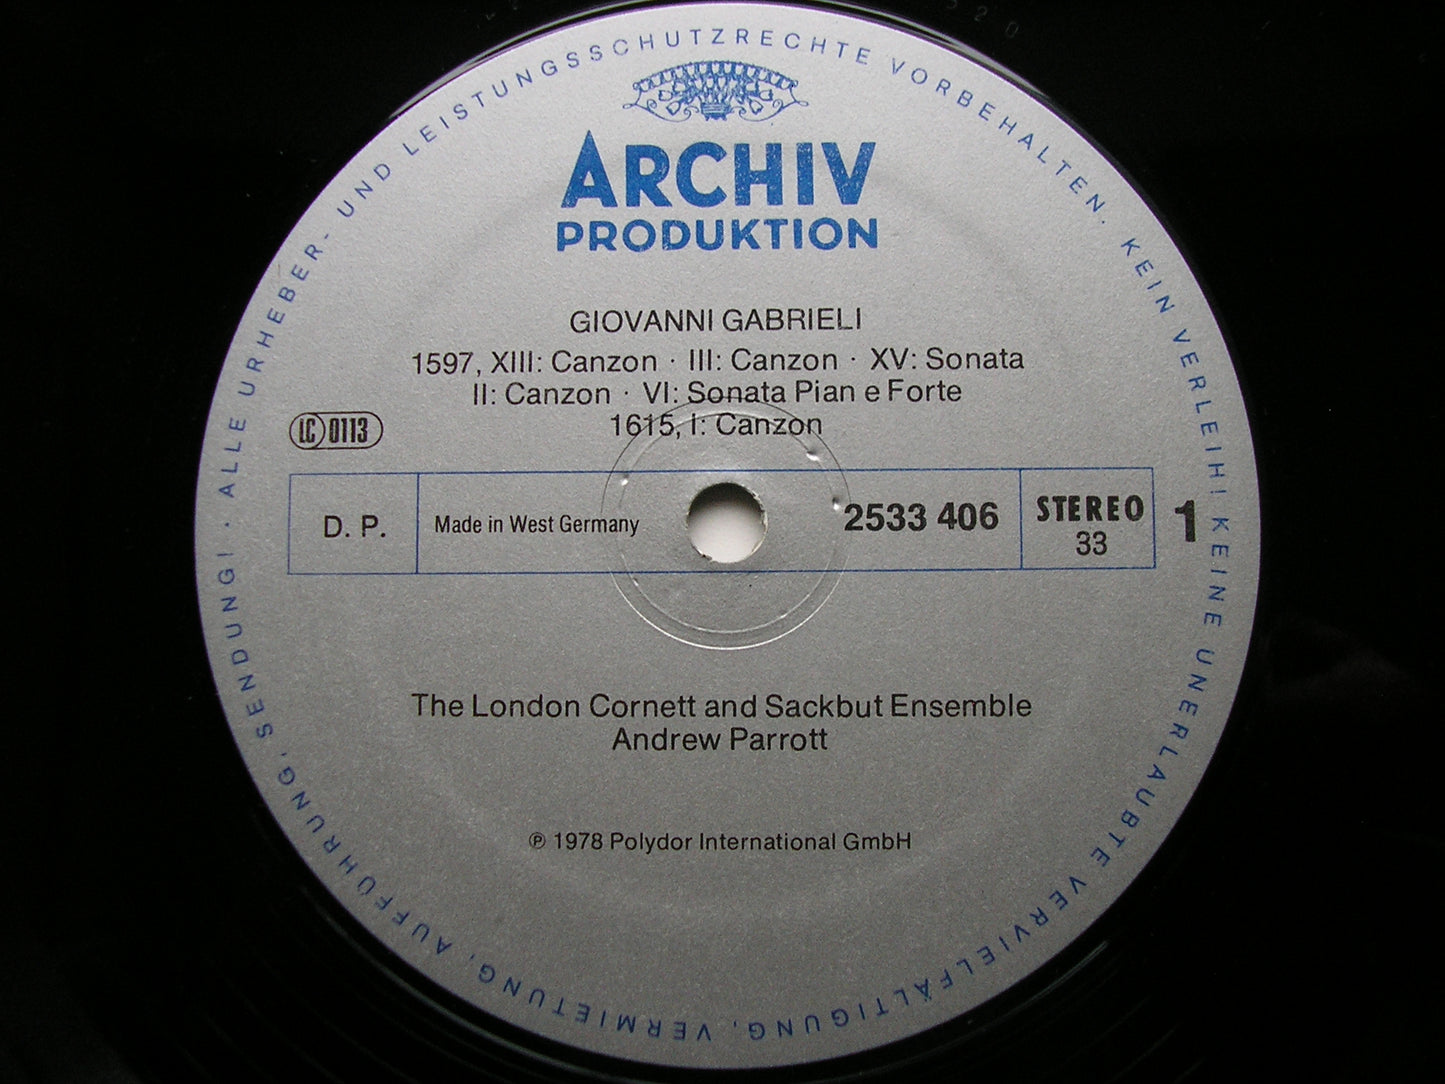 ALLE URHEBER- UND LEISTUNGSSCHUTZRECHTE VORBEHALTEN. KEIN VERLEIH! KEINE UNERLAUBTE VERVIELFÄLTIGUNG, VERMIETUNG, AUFFÜHRUNG, SENDUNG! ·
ARCHIV
PRODUKTION
GIOVANNI GABRIELI
1597, XIII: Canzon · III: Canzon · XV: Sonata
II: Canzon · VI: Sonata Pian e Forte
1615, I: Canzon
LC 0113
D. P.
Made in West Germany
2533 406
STEREO
33
1
The London Cornett and Sackbut Ensemble
Andrew Parrott
℗ 1978 Polydor International GmbH